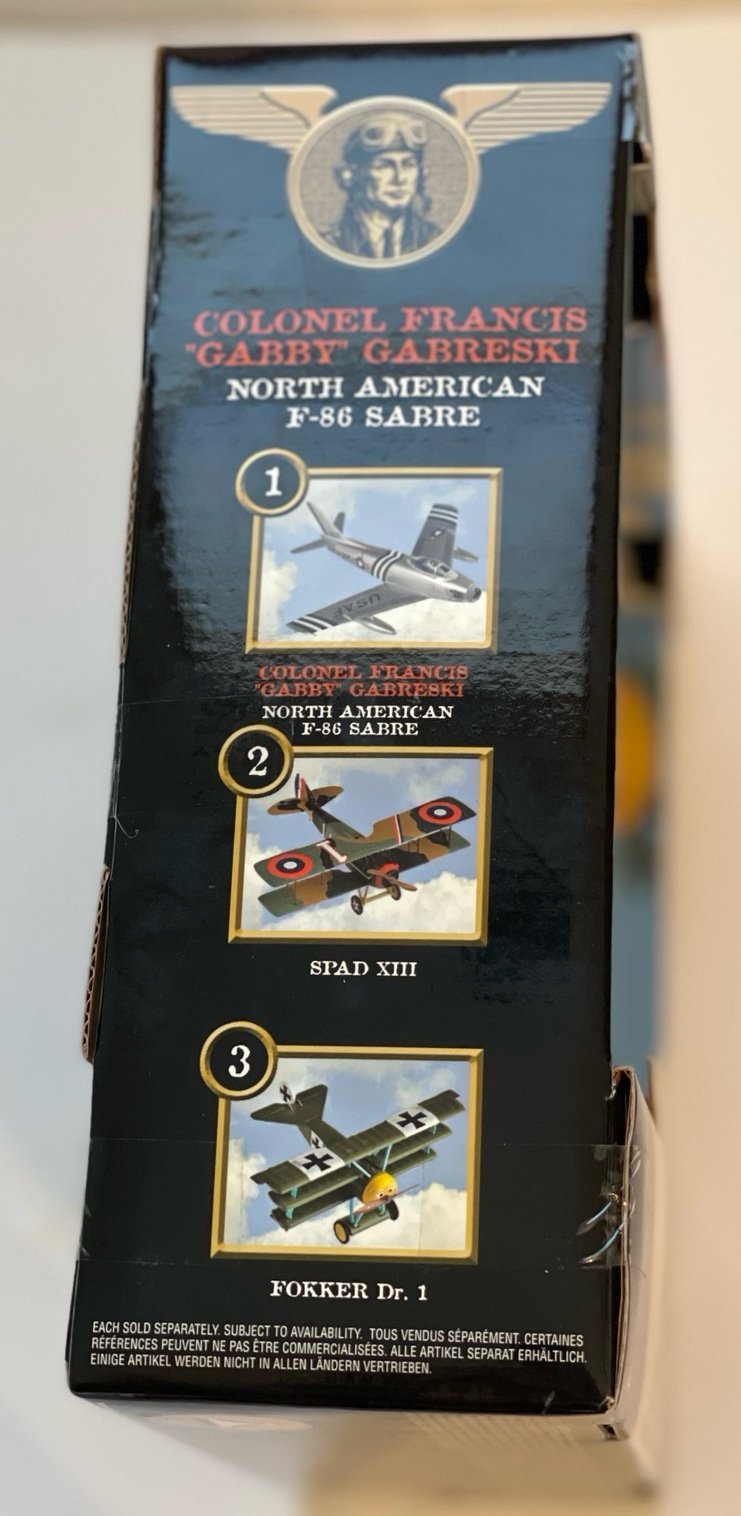 COLONEL FRANCIS
"GABBY" GABRESKI
NORTH AMERICAN
F-86 SABRE
1
USAF
COLONEL FRANCIS
"GABBY" GABRESKI
NORTH AMERICAN
F-86 SABRE
2
1
SPAD XIII
3
FOKKER Dr. 1
EACH SOLD SEPARATELY. SUBJECT TO AVAILABILITY. TOUS VENDUS SÉPARÉMENT. CERTAINES
RÉFÉRENCES PEUVENT NE PAS ÊTRE COMMERCIALISÉES. ALLE ARTIKEL SEPARAT ERHÄLTLICH.
EINIGE ARTIKEL WERDEN NICHT IN ALLEN LÄNDERN VERTRIEBEN.